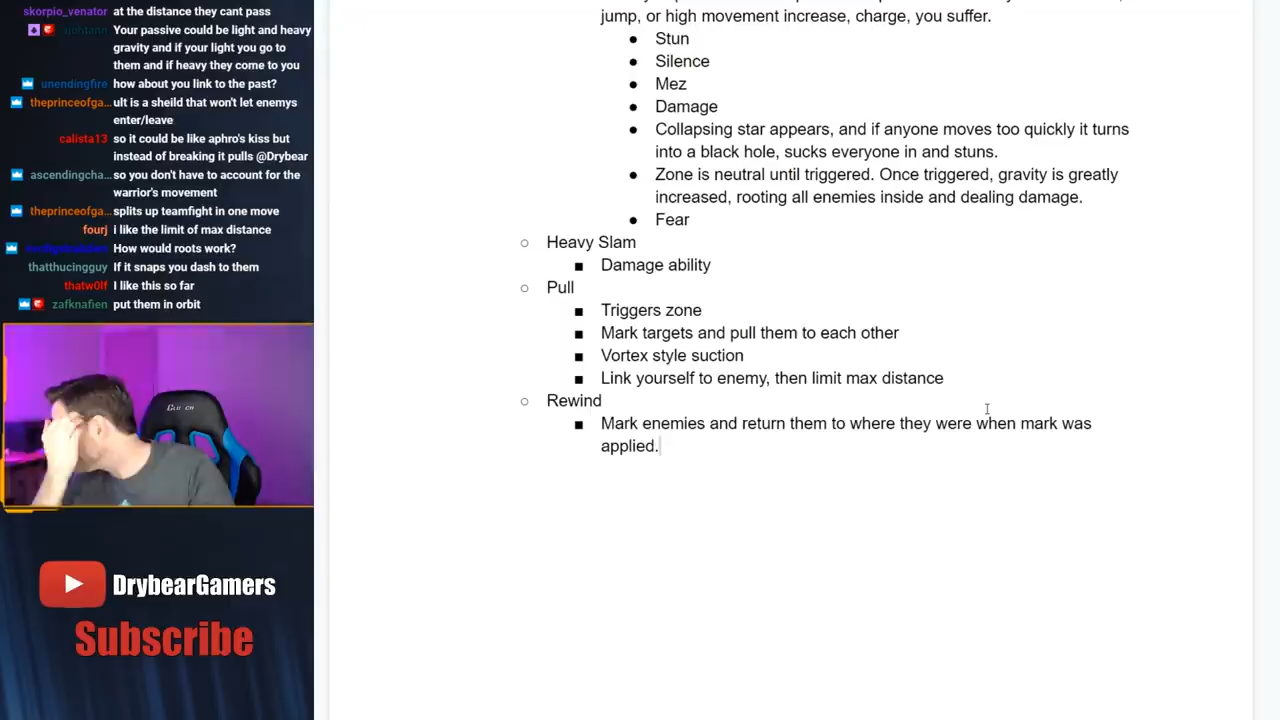 skorpio_venator at the distance they cant pass
Your passive could be light and heavy
gravity and if your light you go to
them and if heavy they come to you
unendingfire how about you link to the past?
theprinceofga... ult is a sheild that won't let enemys
enter/leave
calista13 so it could be like aphro's kiss but
instead of breaking it pulls @Drybear
ascendingcha... so you don't have to account for the
warrior's movement
theprinceofga... splits up teamfight in one move
fourj i like the limit of max distance
How would roots work?
thatthucingguy If it snaps you dash to them
thatw0lf I like this so far
zafknafien put them in orbit
DrybearGamers
Subscribe
jump, or high movement increase, charge, you suffer.
● Stun
● Silence
● Mez
● Damage
● Collapsing star appears, and if anyone moves too quickly it turns
into a black hole, sucks everyone in and stuns.
● Zone is neutral until triggered. Once triggered, gravity is greatly
increased, rooting all enemies inside and dealing damage.
● Fear
○ Heavy Slam
■ Damage ability
○ Pull
■ Triggers zone
■ Mark targets and pull them to each other
■ Vortex style suction
■ Link yourself to enemy, then limit max distance
○ Rewind
■ Mark enemies and return them to where they were when mark was
applied.